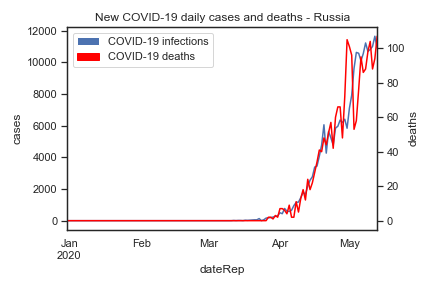 New COVID-19 daily cases and deaths - Russia
COVID-19 infections
COVID-19 deaths
12000
10000
8000
6000
4000
2000
0
cases
100
80
60
40
20
0
deaths
Jan Feb Mar Apr May
2020
dateRep